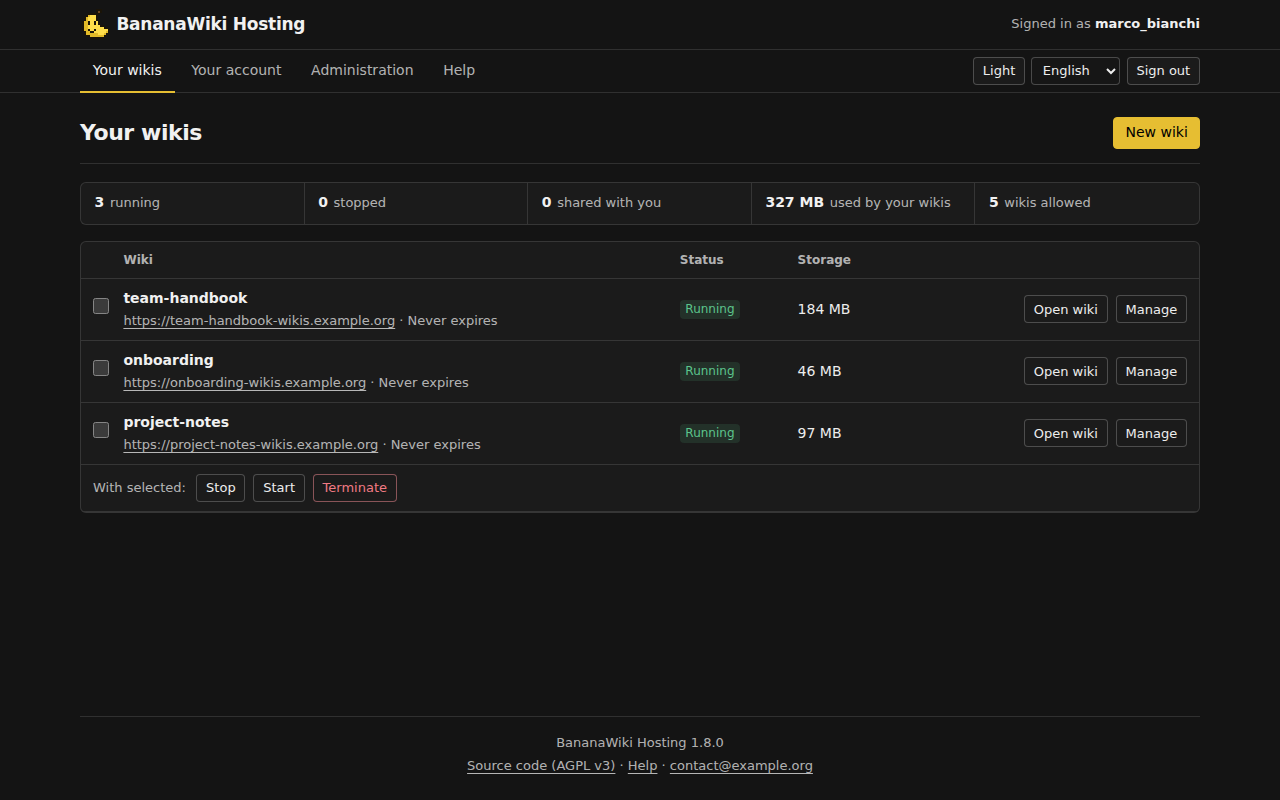 BananaWiki Hosting
Signed in as marco_bianchi
Your wikis Your account Administration Help Light English Sign out
Your wikis
New wiki
3 running 0 stopped 0 shared with you 327 MB used by your wikis 5 wikis allowed
Wiki Status Storage
team-handbook
https://team-handbook-wikis.example.org · Never expires
Running 184 MB Open wiki Manage
onboarding
https://onboarding-wikis.example.org · Never expires
Running 46 MB Open wiki Manage
project-notes
https://project-notes-wikis.example.org · Never expires
Running 97 MB Open wiki Manage
With selected: Stop Start Terminate
BananaWiki Hosting 1.8.0
Source code (AGPL v3) · Help · contact@example.org